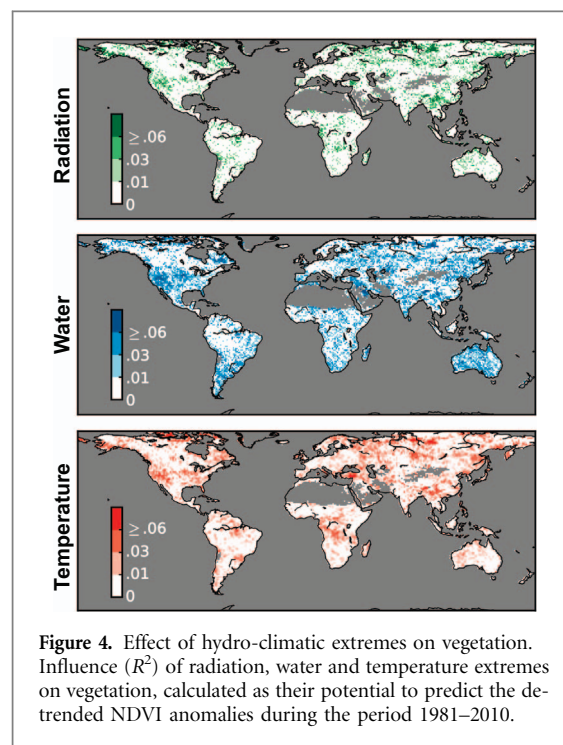 Radiation
≥.06
.03
.01
0
Water
≥.06
.03
.01
0
Temperature
≥.06
.03
.01
0
Figure 4. Effect of hydro-climatic extremes on vegetation.
Influence (R²) of radiation, water and temperature extremes
on vegetation, calculated as their potential to predict the de-
trended NDVI anomalies during the period 1981–2010.